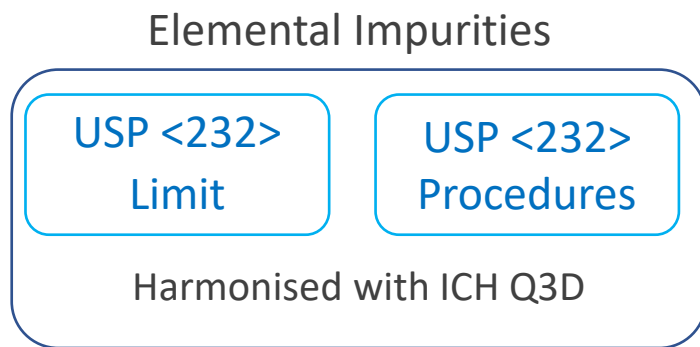 Elemental Impurities
USP <232>
Limit
USP <232>
Procedures
Harmonised with ICH Q3D